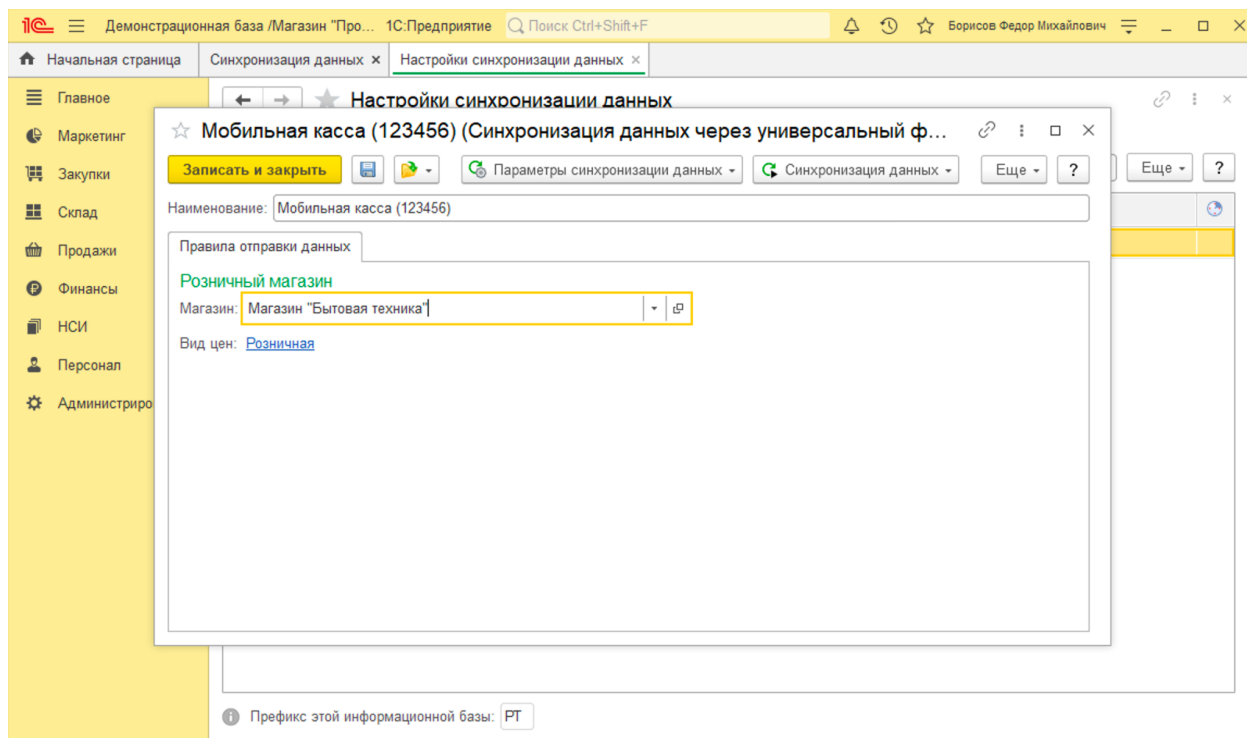 1С Демонстрационная база /Магазин "Про... 1С:Предприятие Поиск Ctrl+Shift+F Борисов Федор Михайлович
Начальная страница Синхронизация данных × Настройки синхронизации данных ×
Главное
Маркетинг
Закупки
Склад
Продажи
Финансы
НСИ
Персонал
Администриро
Настройки синхронизации данных
Еще ?
Мобильная касса (123456) (Синхронизация данных через универсальный ф...
Записать и закрыть Параметры синхронизации данных Синхронизация данных Еще ?
Наименование: Мобильная касса (123456)
Правила отправки данных
Розничный магазин
Магазин: Магазин "Бытовая техника"
Вид цен: Розничная
Префикс этой информационной базы: РТ